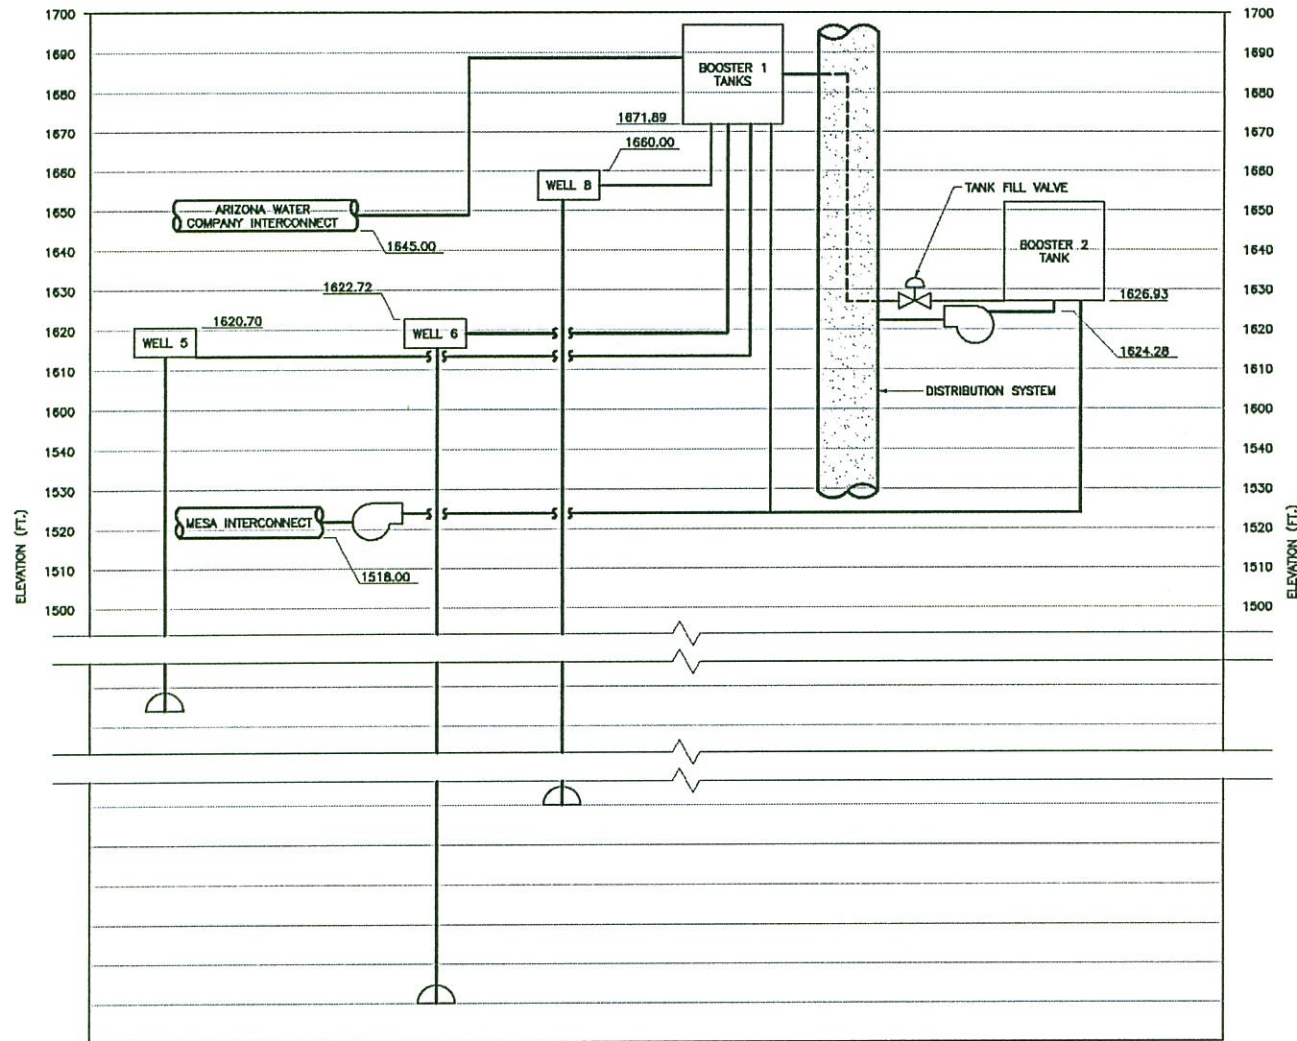 1700
1690
1680
1670
1660
1650
1640
1630
1620
1610
1600
1540
1530
1520
1510
1500
ELEVATION (FT.)
BOOSTER 1
TANKS
1671.89
1660.00
WELL 8
ARIZONA WATER
COMPANY INTERCONNECT
1645.00
1622.72
1620.70
WELL 6
WELL 5
MESA INTERCONNECT
1518.00
TANK FILL VALVE
BOOSTER 2
TANK
1626.93
1624.28
DISTRIBUTION SYSTEM
1700
1690
1680
1670
1660
1650
1640
1630
1620
1610
1600
1540
1530
1520
1510
1500
ELEVATION (FT.)